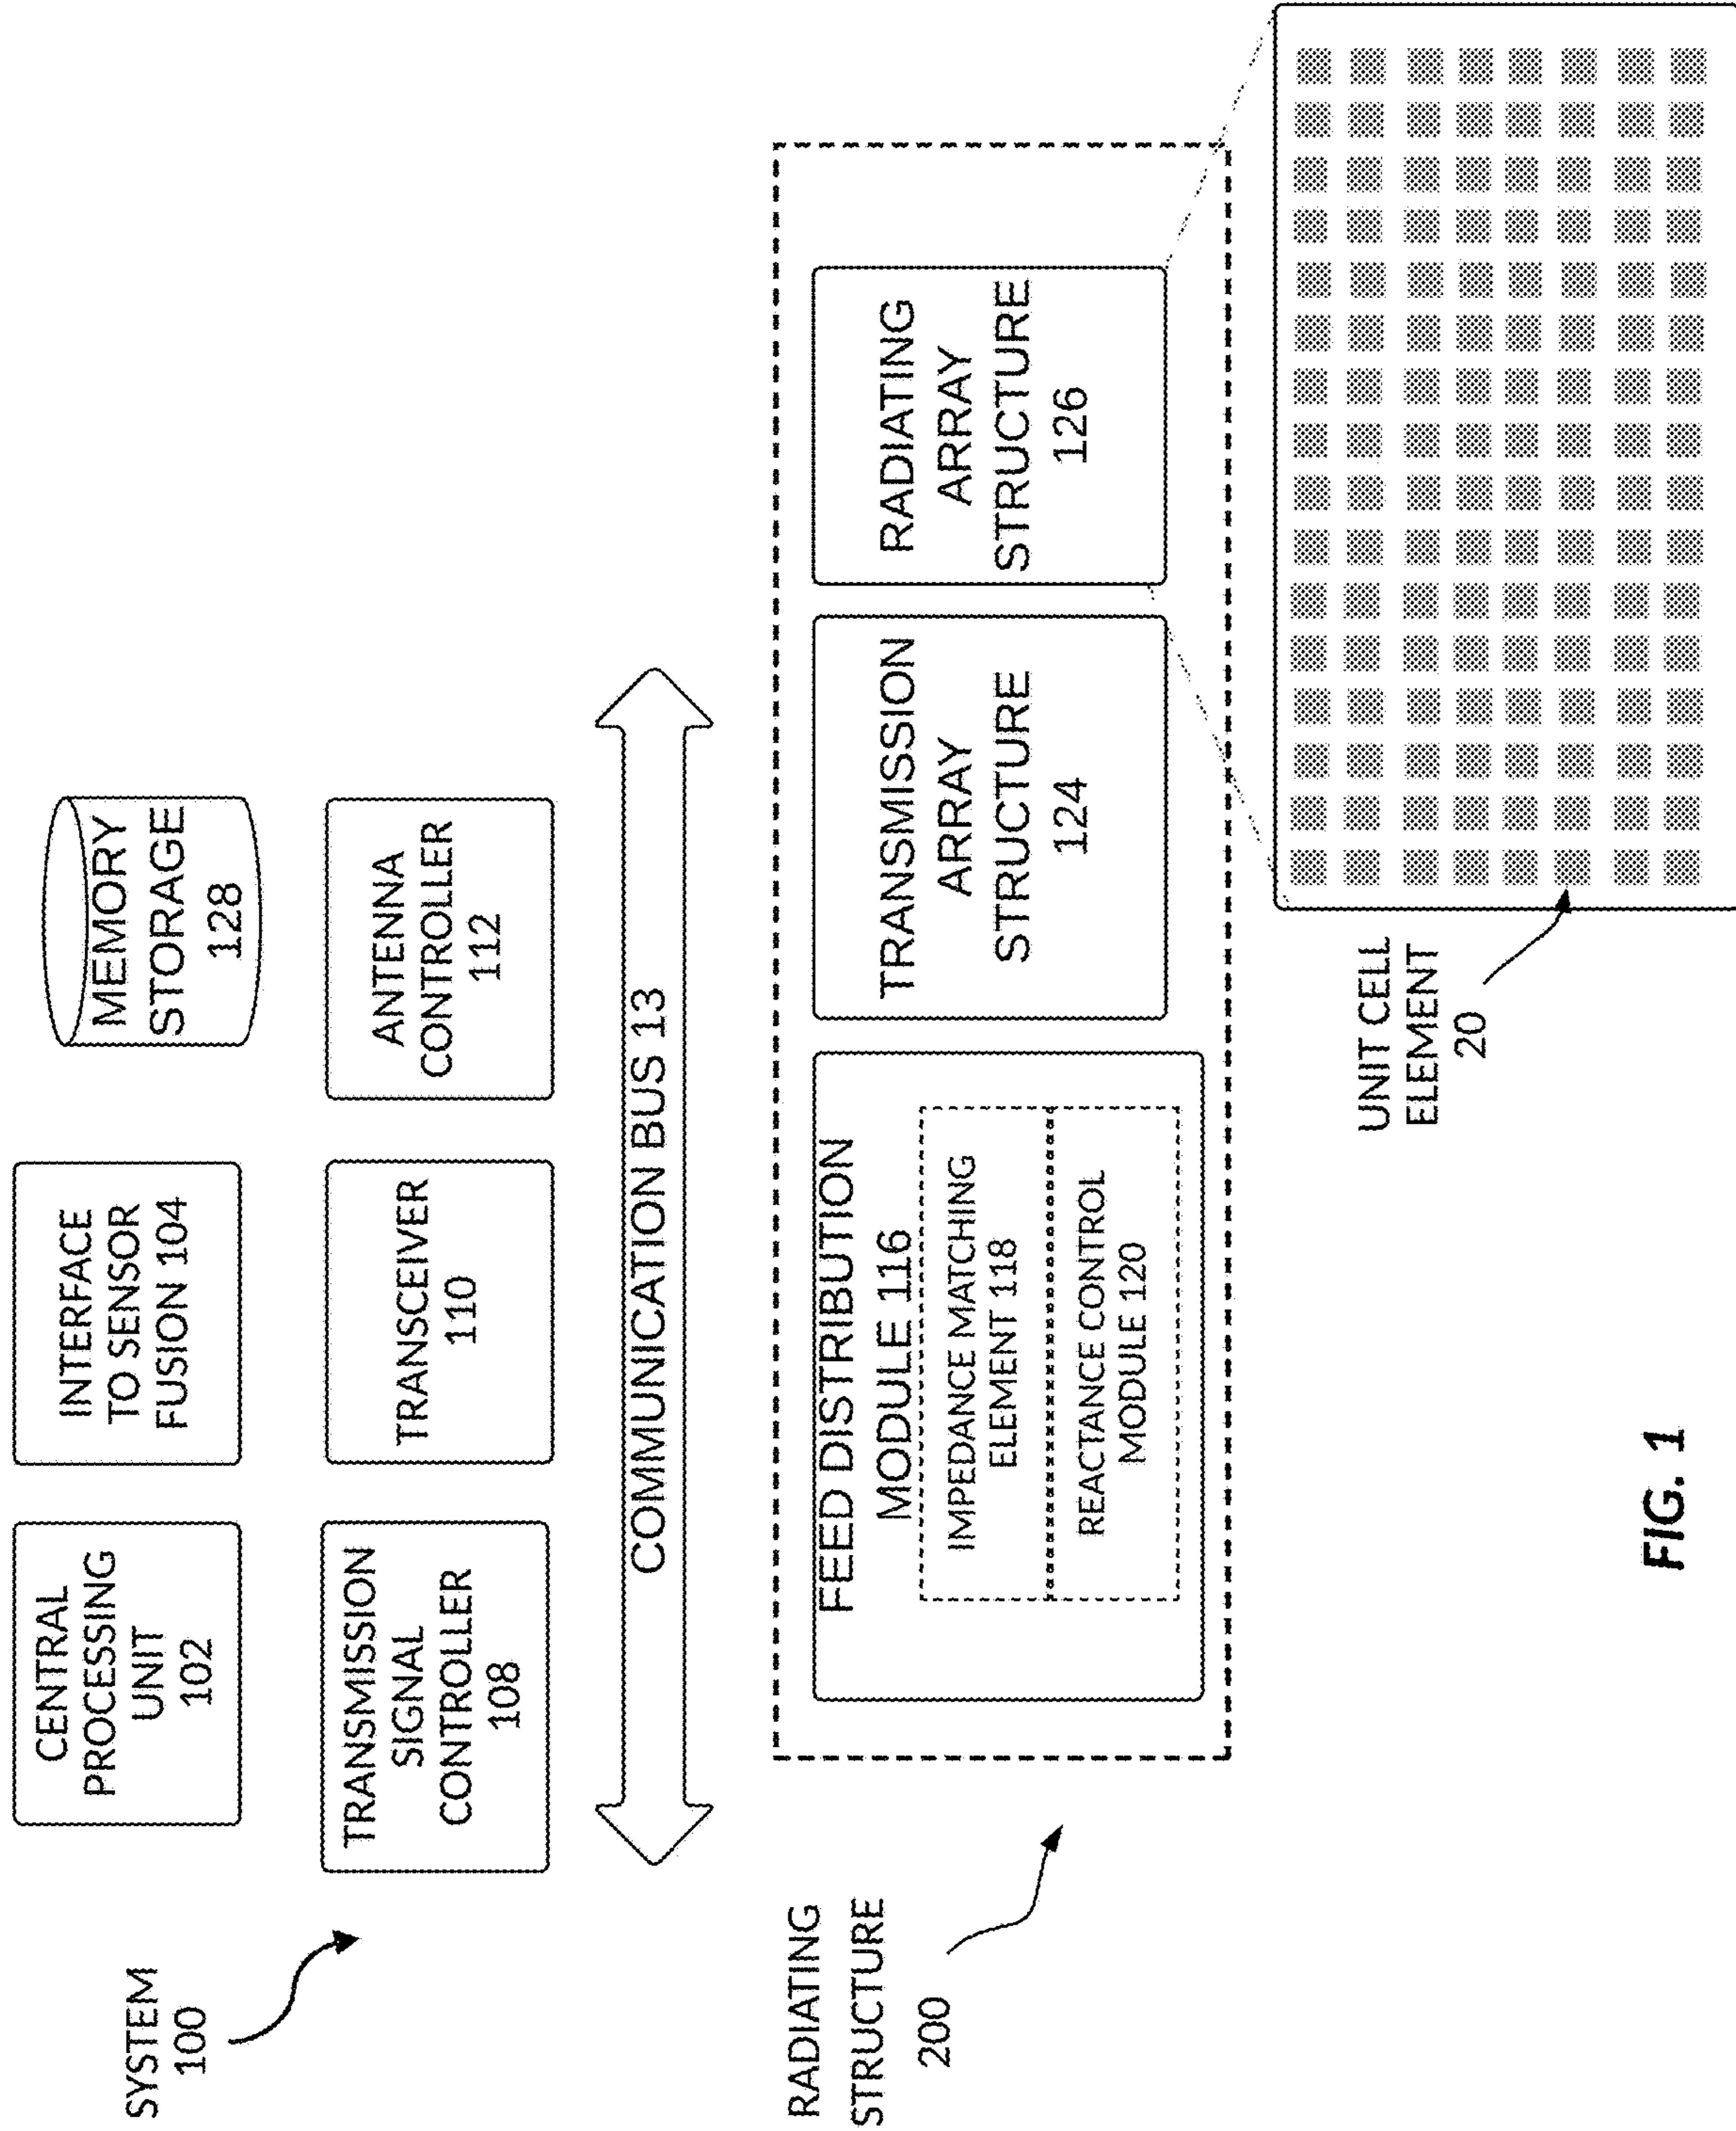 SYSTEM
100
CENTRAL
PROCESSING
UNIT
102
INTERFACE
TO SENSOR
FUSION 104
MEMORY
STORAGE
128
TRANSMISSION
SIGNAL
CONTROLLER
108
TRANSCEIVER
110
ANTENNA
CONTROLLER
112
COMMUNICATION BUS 13
RADIATING
STRUCTURE
200
FEED DISTRIBUTION
MODULE 116
IMPEDANCE MATCHING
ELEMENT 118
REACTANCE CONTROL
MODULE 120
TRANSMISSION
ARRAY
STRUCTURE
124
RADIATING
ARRAY
STRUCTURE
126
UNIT CELL
ELEMENT
20
FIG. 1